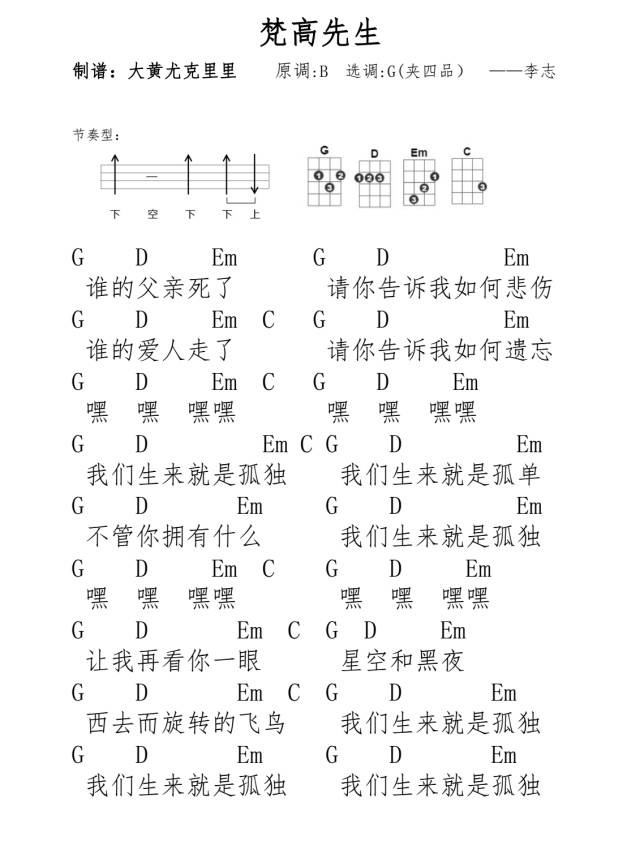 梵高先生
制谱：大黄尤克里里 原调:B 选调:G(夹四品） ——李志
节奏型：
G D Em C
1 2 3 1 2 3 1 2 3 3
下 空 下 下 上
G D Em G D Em
谁的父亲死了 请你告诉我如何悲伤
G D Em C G D Em
谁的爱人走了 请你告诉我如何遗忘
G D Em C G D Em
嘿 嘿 嘿嘿 嘿 嘿 嘿嘿
G D Em C G D Em
我们生来就是孤独 我们生来就是孤单
G D Em G D Em
不管你拥有什么 我们生来就是孤独
G D Em C G D Em
嘿 嘿 嘿嘿 嘿 嘿 嘿嘿
G D Em C G D Em
让我再看你一眼 星空和黑夜
G D Em C G D Em
西去而旋转的飞鸟 我们生来就是孤独
G D Em G D Em
我们生来就是孤独 我们生来就是孤独